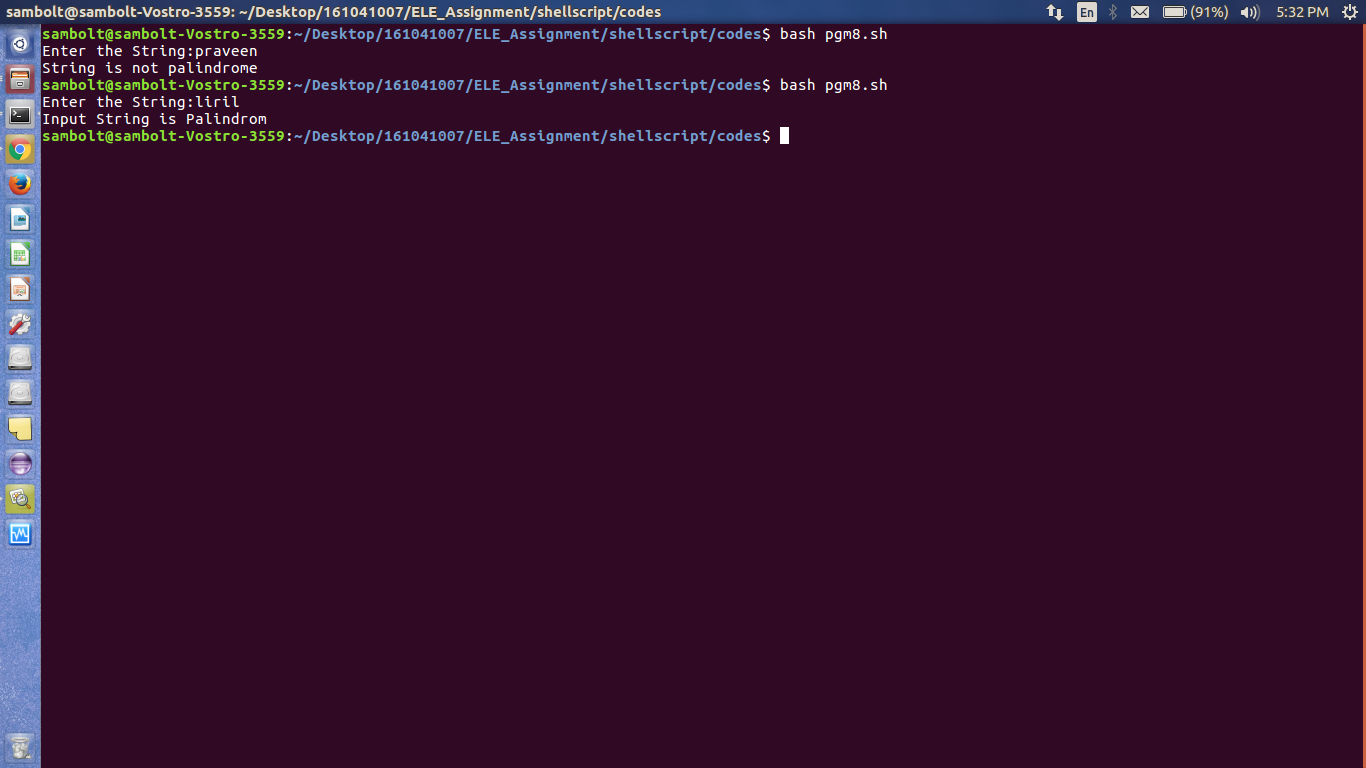 sambolt@sambolt-Vostro-3559: ~/Desktop/161041007/ELE_Assignment/shellscript/codes En (91%) 5:32 PM
sambolt@sambolt-Vostro-3559:~/Desktop/161041007/ELE_Assignment/shellscript/codes$ bash pgm8.sh
Enter the String:praveen
String is not palindrome
sambolt@sambolt-Vostro-3559:~/Desktop/161041007/ELE_Assignment/shellscript/codes$ bash pgm8.sh
Enter the String:liril
Input String is Palindrom
sambolt@sambolt-Vostro-3559:~/Desktop/161041007/ELE_Assignment/shellscript/codes$